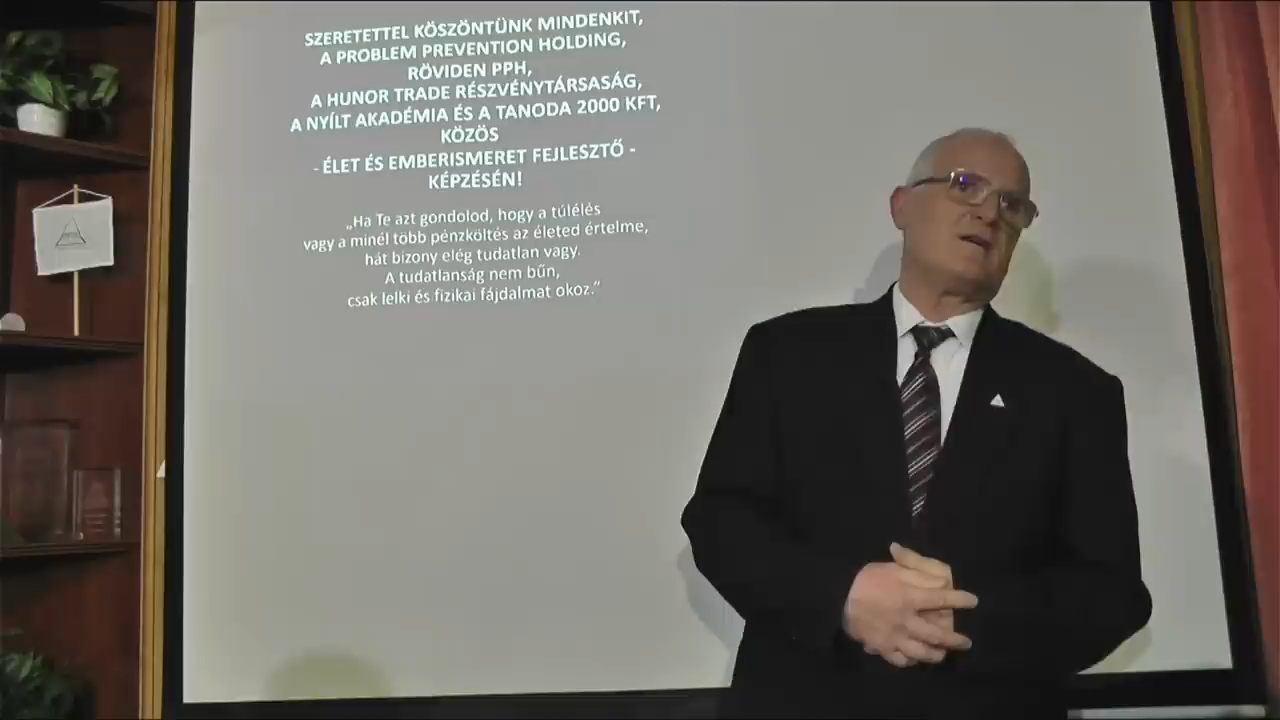 SZERETETTEL KÖSZÖNTÜNK MINDENKIT,
A PROBLEM PREVENTION HOLDING,
RÖVIDEN PPH,
A HUNOR TRADE RÉSZVÉNYTÁRSASÁG,
A NYÍLT AKADÉMIA ÉS A TANODA 2000 KFT,
KÖZÖS
- ÉLET ÉS EMBERISMERET FEJLESZTŐ -
KÉPZÉSÉN!
„Ha Te azt gondolod, hogy a túlélés
vagy a minél több pénzköltés az életed értelme,
hát bizony elég tudatlan vagy.
A tudatlanság nem bűn,
csak lelki és fizikai fájdalmat okoz.”